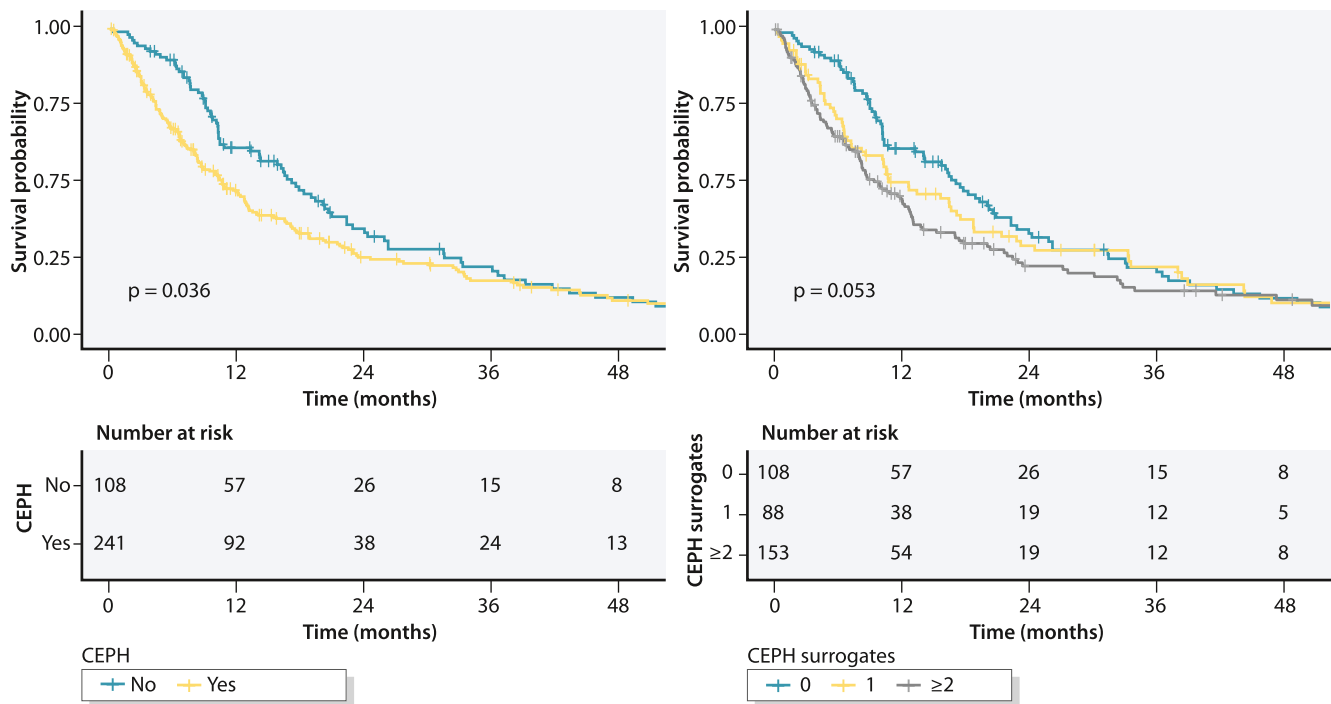 1.00
0.75
0.75
0.25
0.00
Survival probability
p = 0.036
0 12 24 36 48
Time (months)
Number at risk
CEPH
No 108 57 26 15 8
Yes 241 92 38 24 13
0 12 24 36 48
Time (months)
CEPH
No Yes
1.00
0.75
0.75
0.25
0.00
Survival probability
p = 0.053
0 12 24 36 48
Time (months)
Number at risk
CEPH surrogates
0 108 57 26 15 8
1 88 38 19 12 5
≥2 153 54 19 12 8
0 12 24 36 48
Time (months)
CEPH surrogates
0 1 ≥2